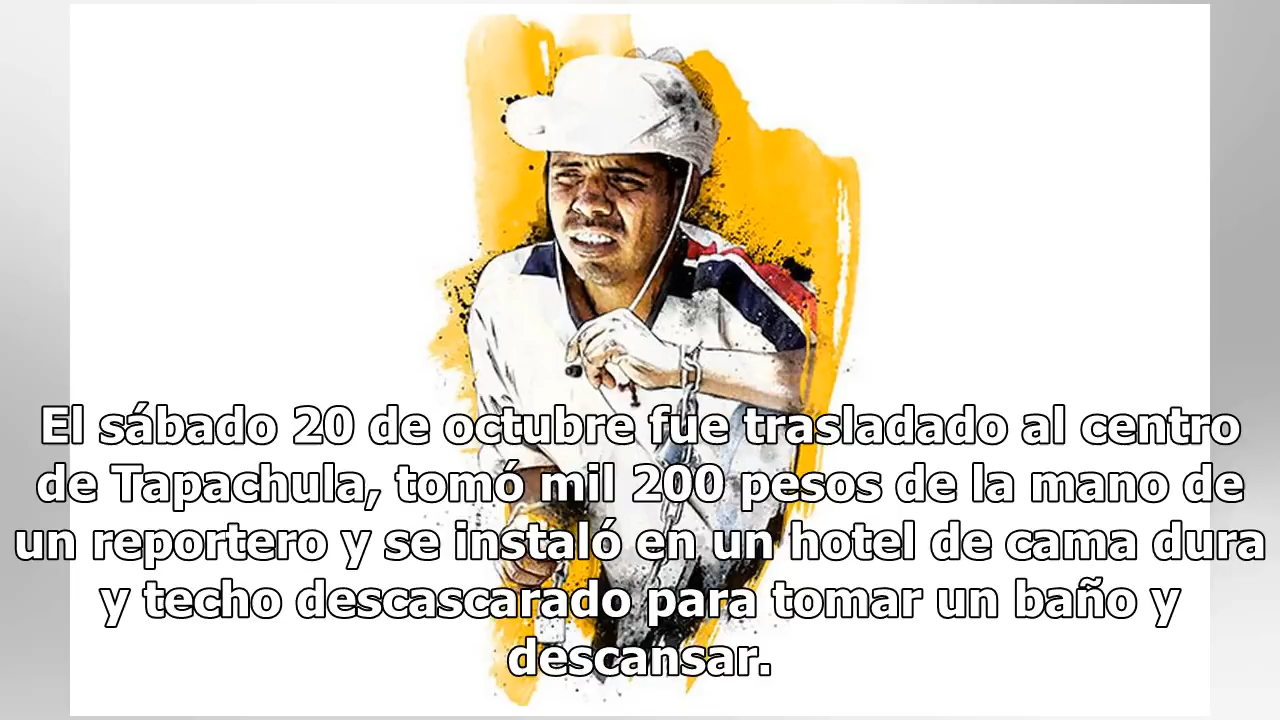 El sábado 20 de octubre fue trasladado al centro
de Tapachula, tomó mil 200 pesos de la mano de
un reportero y se instaló en un hotel de cama dura
y techo descascarado para tomar un baño y
descansar.